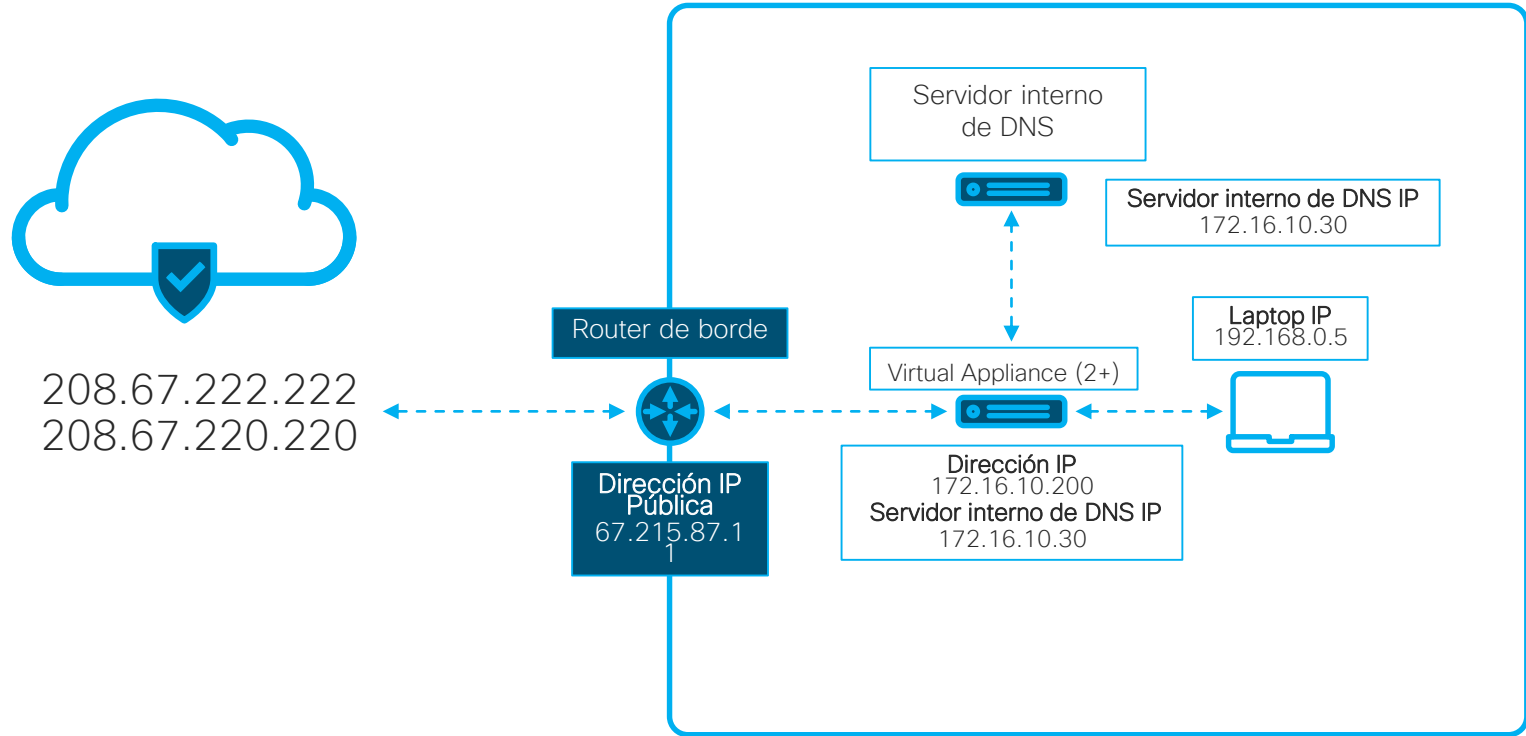 Servidor interno
de DNS
Servidor interno de DNS IP
172.16.10.30
Laptop IP
192.168.0.5
Router de borde
Virtual Appliance (2+)
208.67.222.222
208.67.220.220
Dirección IP
Pública
67.215.87.1
1
Dirección IP
172.16.10.200
Servidor interno de DNS IP
172.16.10.30